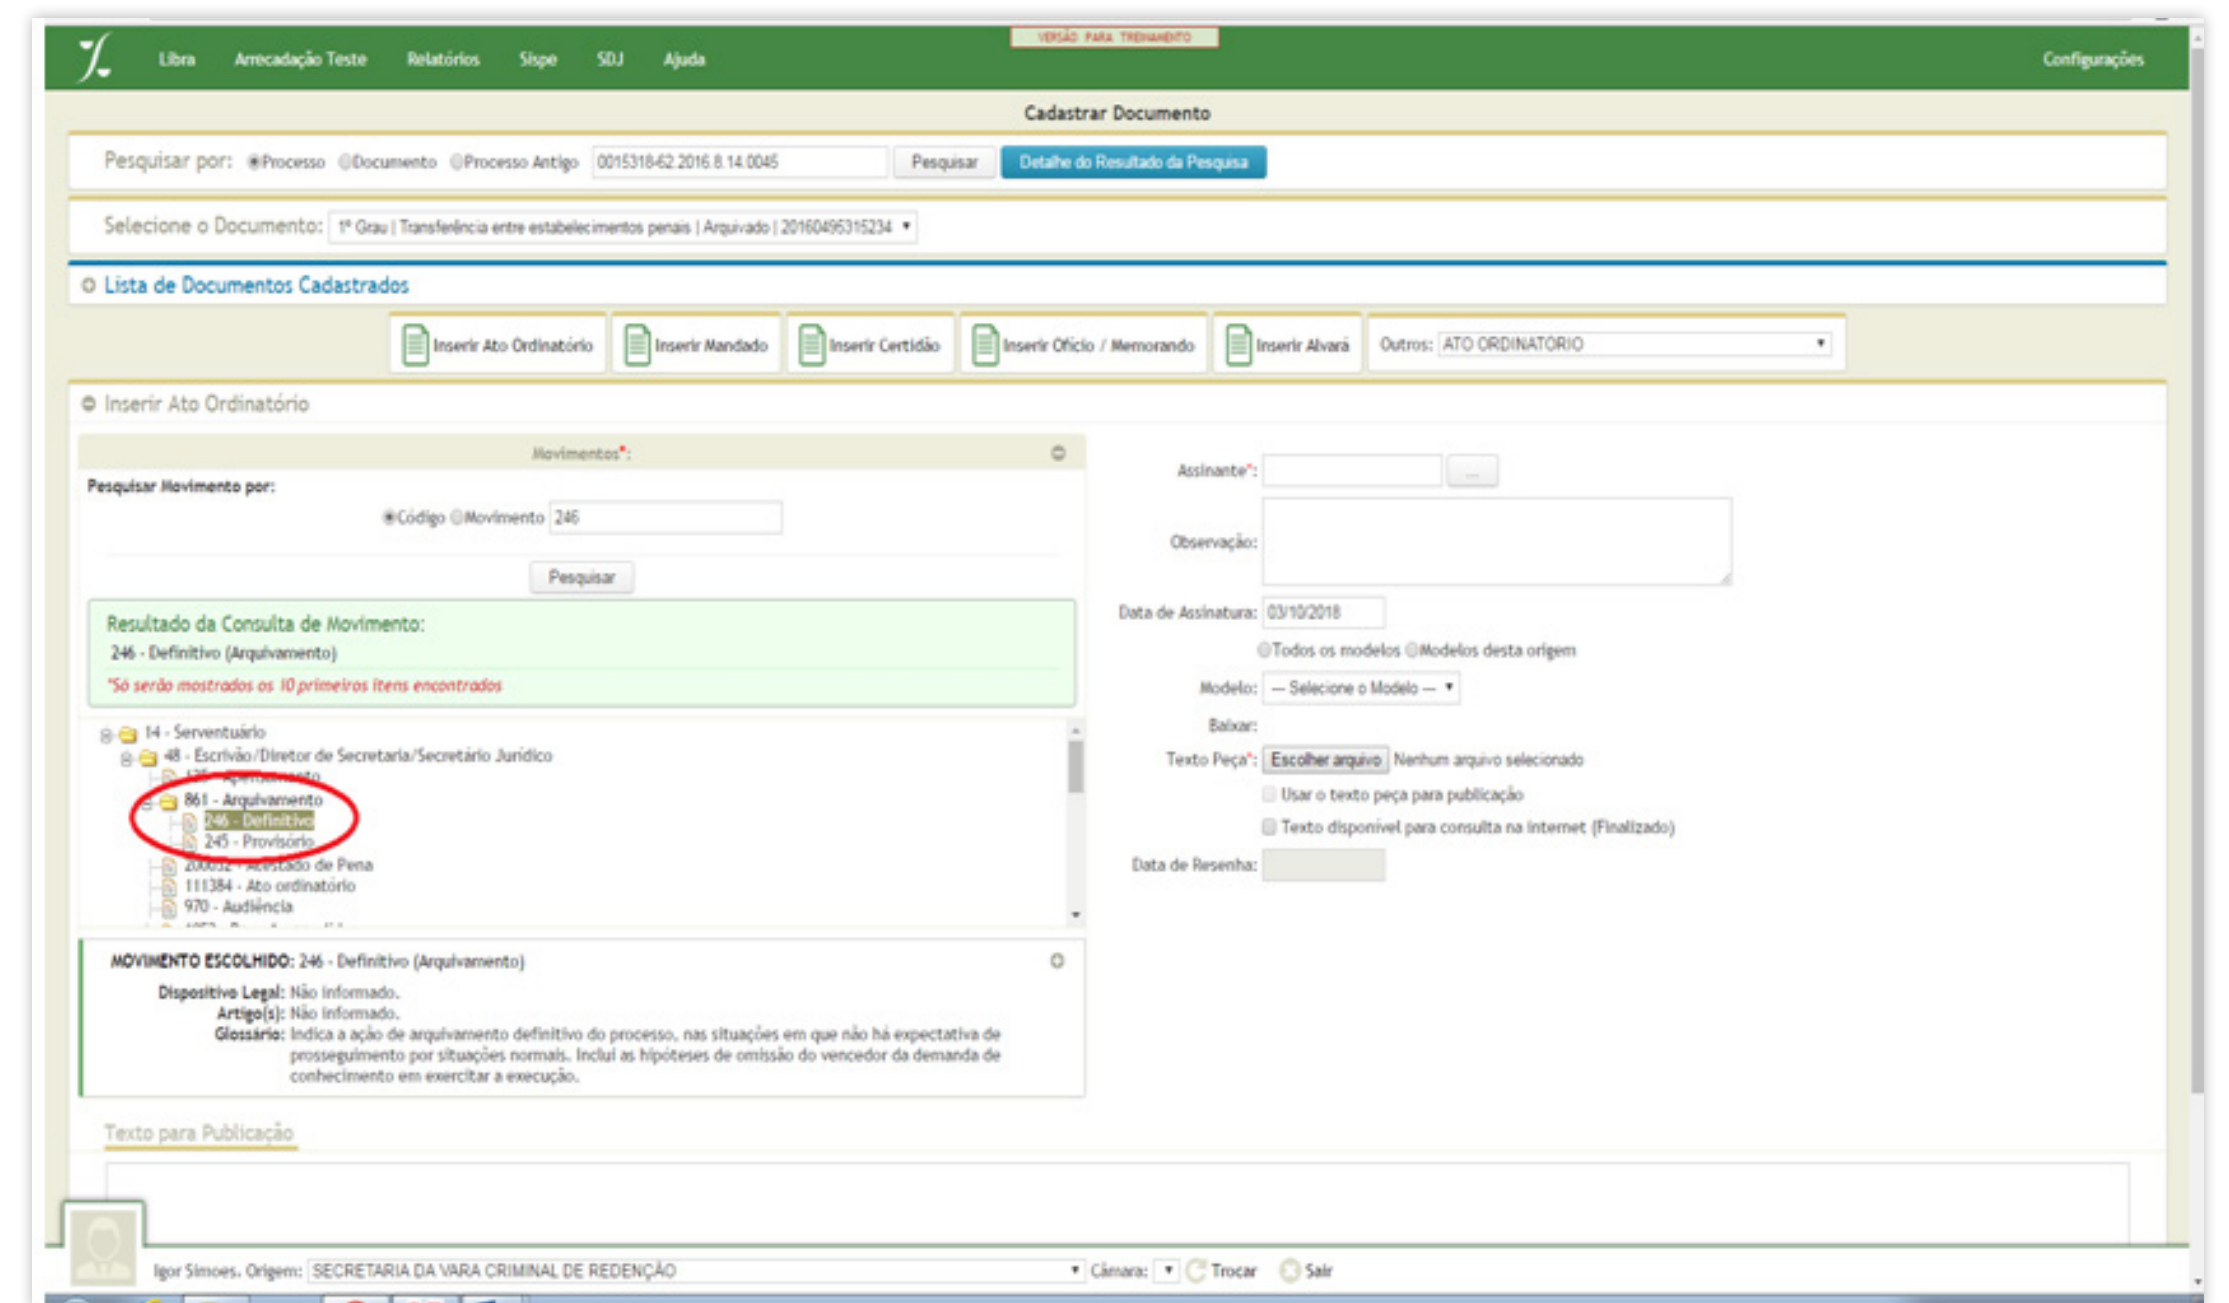 VERSÃO PARA TREINAMENTO
Libra Arrecadação Teste Relatórios Sispe SDJ Ajuda Configurações
Cadastrar Documento
Pesquisar por: Processo Documento Processo Antigo 0015318-62.2016.8.14.0045 Pesquisar Detalhe do Resultado da Pesquisa
Selecione o Documento: 1º Grau | Transferência entre estabelecimentos penais | Arquivado | 20160495315234
Lista de Documentos Cadastrados
Inserir Ato Ordinatório Inserir Mandado Inserir Certidão Inserir Ofício / Memorando Inserir Alvará Outros: ATO ORDINATÓRIO
Inserir Ato Ordinatório
Movimentos*:
Pesquisar Movimento por:
Código Movimento 246
Pesquisar
Resultado da Consulta de Movimento:
246 - Definitivo (Arquivamento)
*Só serão mostrados os 10 primeiros itens encontrados
14 - Serventuário
48 - Escrivão/Diretor de Secretaria/Secretário Jurídico
Apensamento
861 - Arquivamento
246 - Definitivo
245 - Provisório
200032 - Atestado de Pena
111384 - Ato ordinatório
970 - Audiência
MOVIMENTO ESCOLHIDO: 246 - Definitivo (Arquivamento)
Dispositivo Legal: Não informado.
Artigo(s): Não informado.
Glossário: Indica a ação de arquivamento definitivo do processo, nas situações em que não há expectativa de
prosseguimento por situações normais. Inclui as hipóteses de omissão do vencedor da demanda de
conhecimento em exercitar a execução.
Assinante*: ...
Observação:
Data de Assinatura: 03/10/2018
Todos os modelos Modelos desta origem
Modelo: --- Selecione o Modelo ---
Baixar:
Texto Peça*: Escolher arquivo Nenhum arquivo selecionado
Usar o texto peça para publicação
Texto disponível para consulta na internet (Finalizado)
Data de Resenha:
Texto para Publicação
Igor Simoes. Origem: SECRETARIA DA VARA CRIMINAL DE REDENÇÃO Câmara: Trocar Sair